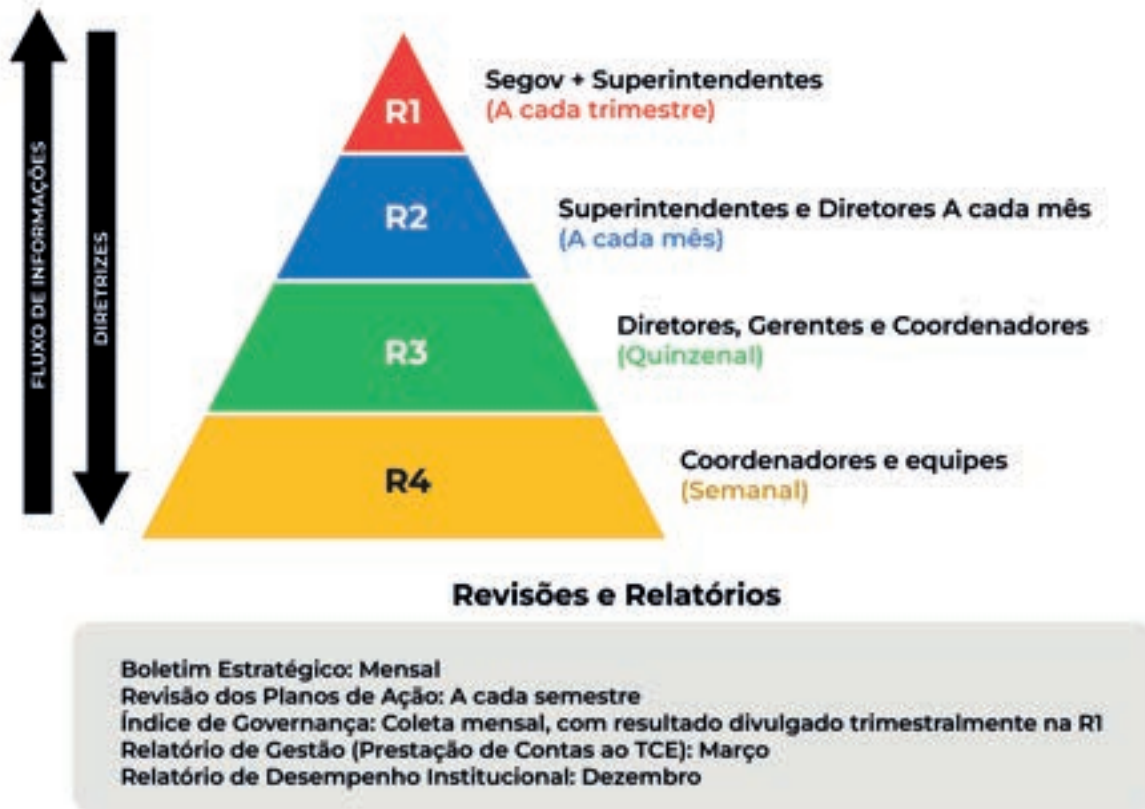 FLUXO DE INFORMAÇÕES
DIRETRIZES
R1
Segov + Superintendentes
(A cada trimestre)
R2
Superintendentes e Diretores A cada mês
(A cada mês)
R3
Diretores, Gerentes e Coordenadores
(Quinzenal)
R4
Coordenadores e equipes
(Semanal)
Revisões e Relatórios
Boletim Estratégico: Mensal
Revisão dos Planos de Ação: A cada semestre
Índice de Governança: Coleta mensal, com resultado divulgado trimestralmente na R1
Relatório de Gestão (Prestação de Contas ao TCE): Março
Relatório de Desempenho Institucional: Dezembro